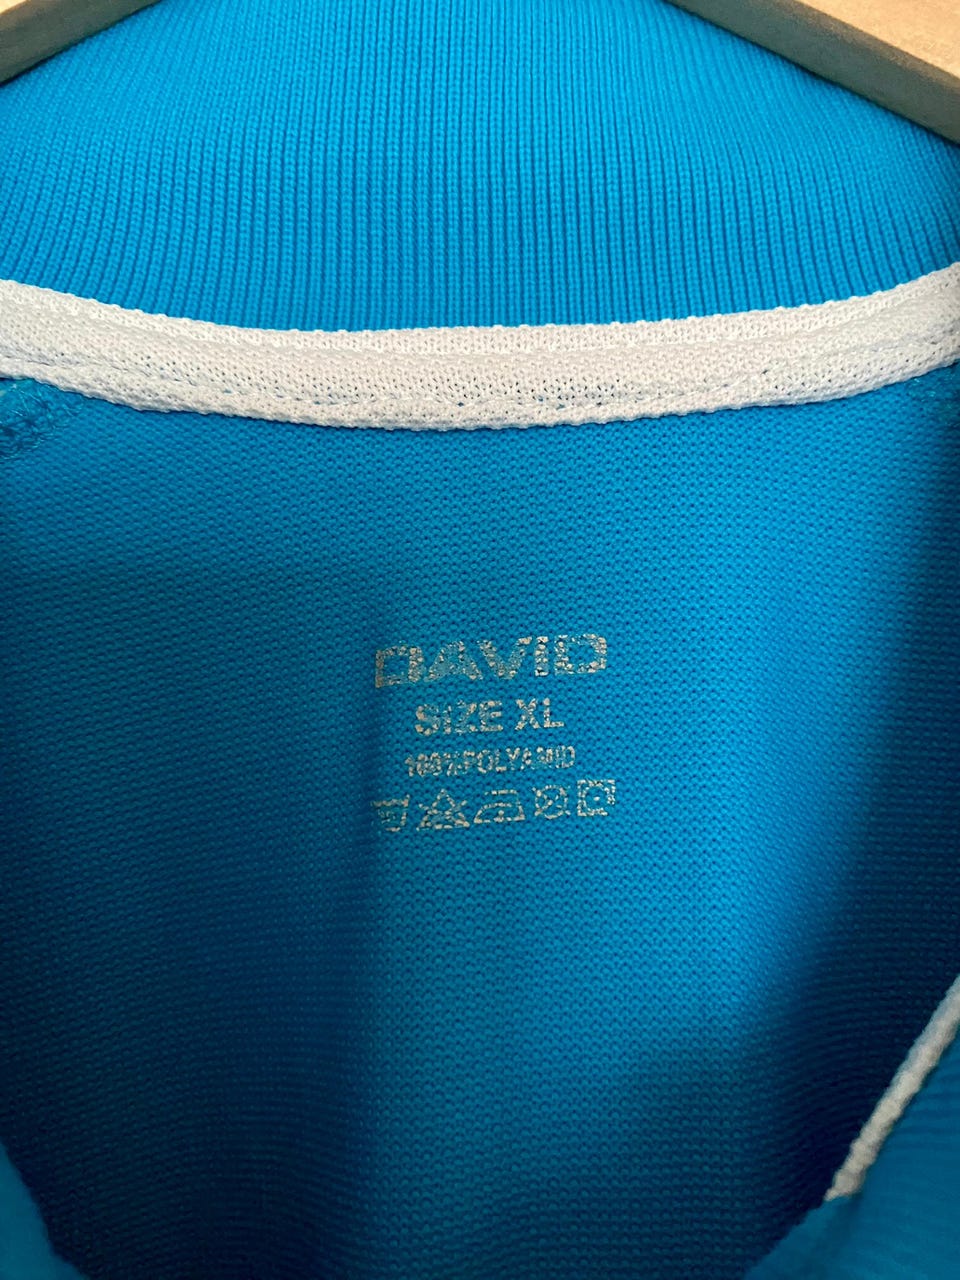 DAVID
SIZE XL
100% POLYAMID